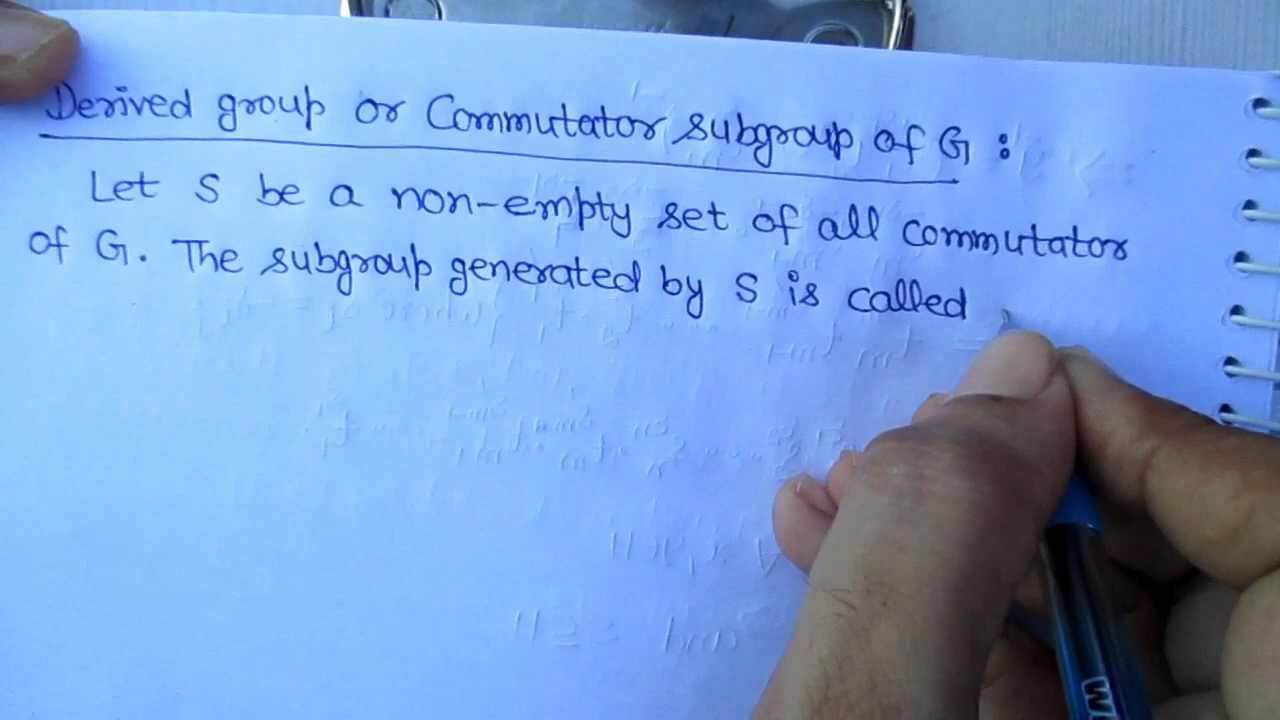 Derived group or Commutator subgroup of G :
Let S be a non-empty set of all commutator
of G. The subgroup generated by S is called